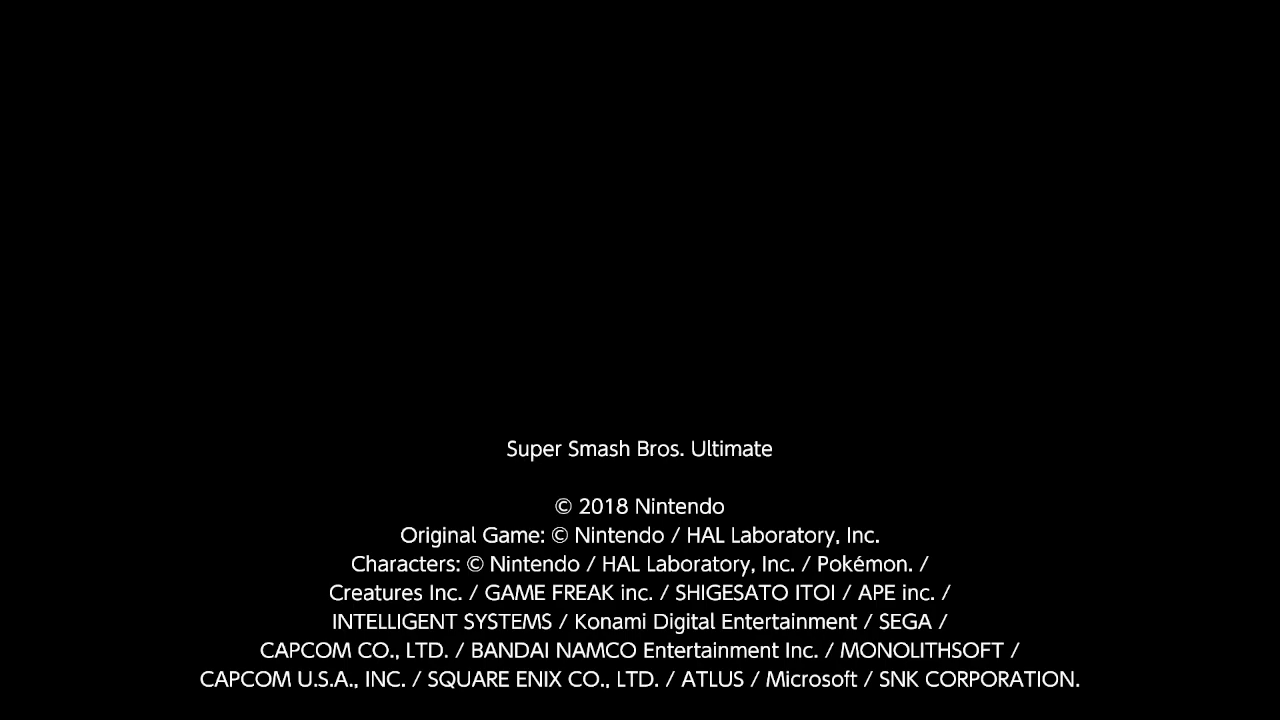 Super Smash Bros. Ultimate
© 2018 Nintendo
Original Game: © Nintendo / HAL Laboratory, Inc.
Characters: © Nintendo / HAL Laboratory, Inc. / Pokémon. /
Creatures Inc. / GAME FREAK inc. / SHIGESATO ITOI / APE inc. /
INTELLIGENT SYSTEMS / Konami Digital Entertainment / SEGA /
CAPCOM CO., LTD. / BANDAI NAMCO Entertainment Inc. / MONOLITHSOFT /
CAPCOM U.S.A., INC. / SQUARE ENIX CO., LTD. / ATLUS / Microsoft / SNK CORPORATION.